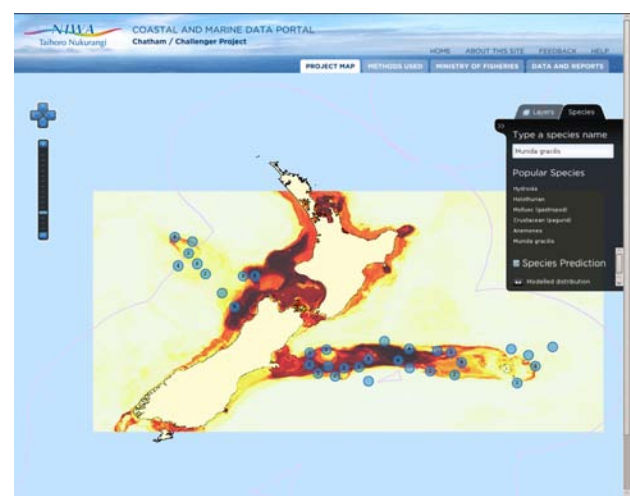 NIWA
Taihoro Nukurangi
COASTAL AND MARINE DATA PORTAL
Chatham / Challenger Project
HOME ABOUT THIS SITE FEEDBACK HELP
PROJECT MAP METHODS USED MINISTRY OF FISHERIES DATA AND REPORTS
Layers Species
Type a species name
Munida gracilis
Popular Species
Hydroida
Holothurian
Mollusc (gastropod)
Crustacean (pagurid)
Anemones
Munida gracilis
Species Prediction
Modelled distribution